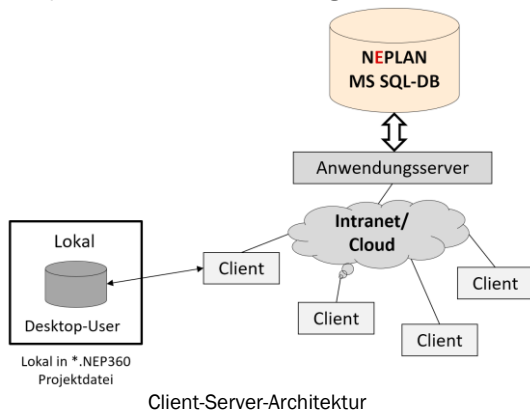 NEPLAN
MS SQL-DB
Anwendungsserver
Intranet/
Cloud
Lokal
Desktop-User
Client
Client
Client
Client
Lokal in *.NEP360
Projektdatei
Client-Server-Architektur